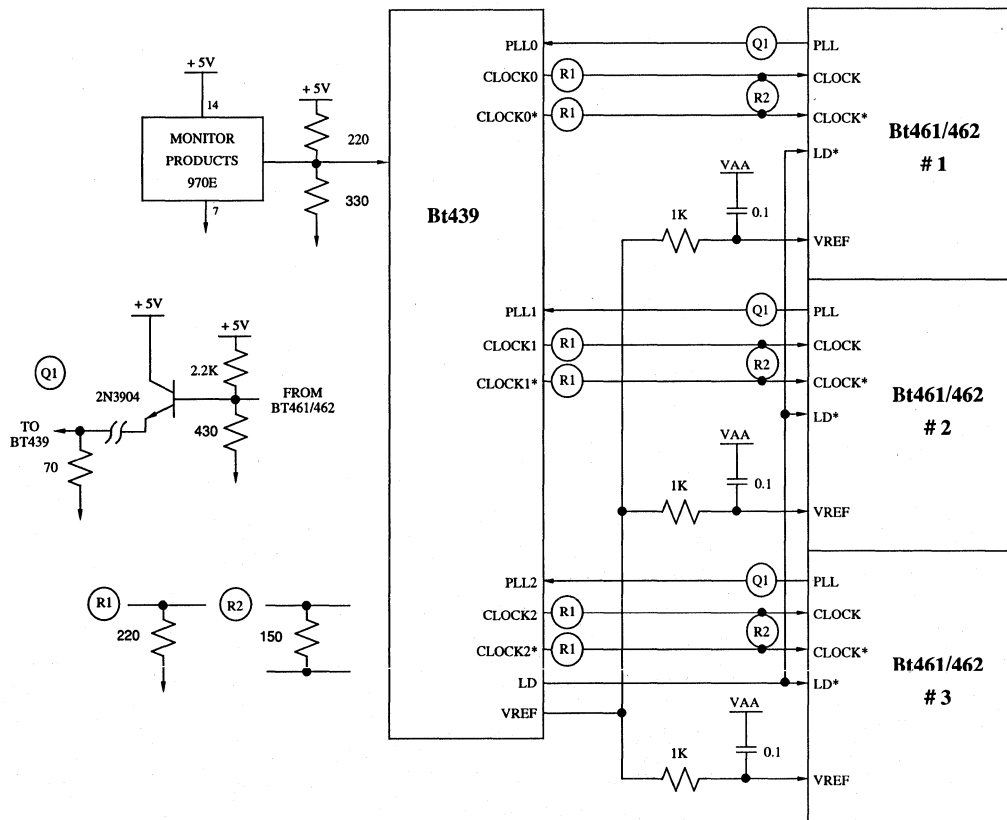 PLL0
Q1
PLL
+ 5V
CLOCK0
R1
CLOCK
R2
+ 5V
14
CLOCK0*
R1
CLOCK*
MONITOR
PRODUCTS
970E
220
LD*
Bt461/462
# 1
7
330
Bt439
VAA
0.1
1K
VREF
+ 5V
PLL1
Q1
PLL
+ 5V
CLOCK1
R1
CLOCK
R2
Q1
2.2K
CLOCK1*
R1
CLOCK*
2N3904
FROM
BT461/462
Bt461/462
# 2
LD*
TO
BT439
430
70
VAA
0.1
1K
VREF
PLL2
Q1
PLL
R1
R2
CLOCK2
R1
CLOCK
R2
220
150
CLOCK2*
R1
CLOCK*
Bt461/462
# 3
LD
LD*
VREF
VAA
0.1
1K
VREF